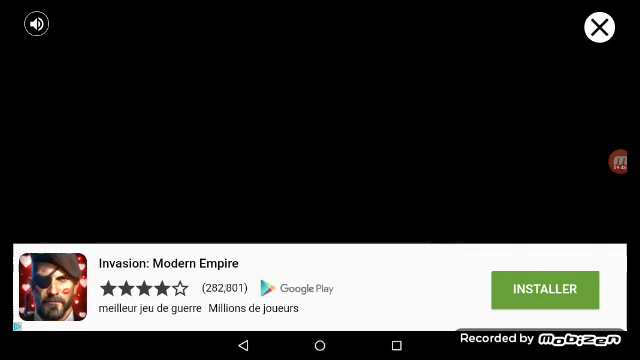 Invasion: Modern Empire
(282,801) Google Play
meilleur jeu de guerre Millions de joueurs
INSTALLER
Recorded by mobizen